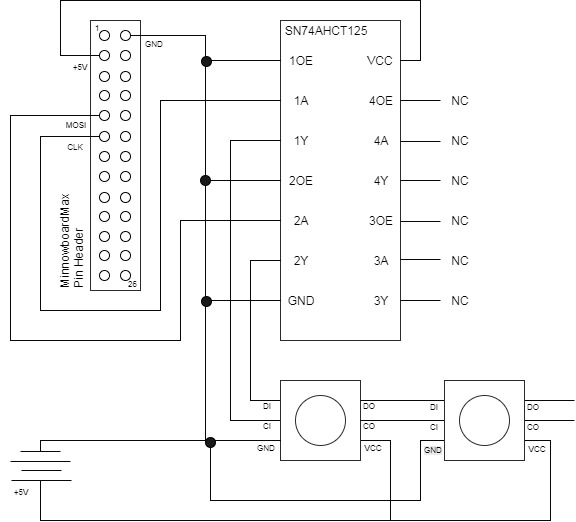 1
GND
+5V
MOSI
CLK
26
MinnowboardMax
Pin Header
SN74AHCT125
1OE VCC
1A 4OE NC
1Y 4A NC
2OE 4Y NC
2A 3OE NC
2Y 3A NC
GND 3Y NC
DI DO DI DO
CI CO CI CO
GND VCC GND VCC
+5V